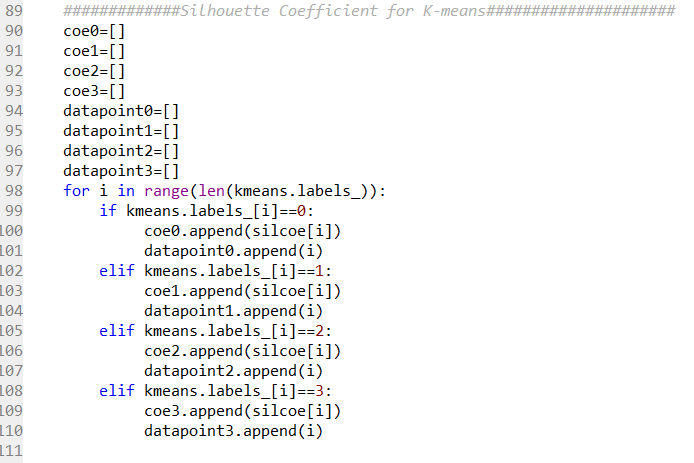 89 #############Silhouette Coefficient for K-means#####################
90 coe0=[]
91 coe1=[]
92 coe2=[]
93 coe3=[]
94 datapoint0=[]
95 datapoint1=[]
96 datapoint2=[]
97 datapoint3=[]
98 for i in range(len(kmeans.labels_)):
99 if kmeans.labels_[i]==0:
100 coe0.append(silcoe[i])
101 datapoint0.append(i)
102 elif kmeans.labels_[i]==1:
103 coe1.append(silcoe[i])
104 datapoint1.append(i)
105 elif kmeans.labels_[i]==2:
106 coe2.append(silcoe[i])
107 datapoint2.append(i)
108 elif kmeans.labels_[i]==3:
109 coe3.append(silcoe[i])
110 datapoint3.append(i)
111